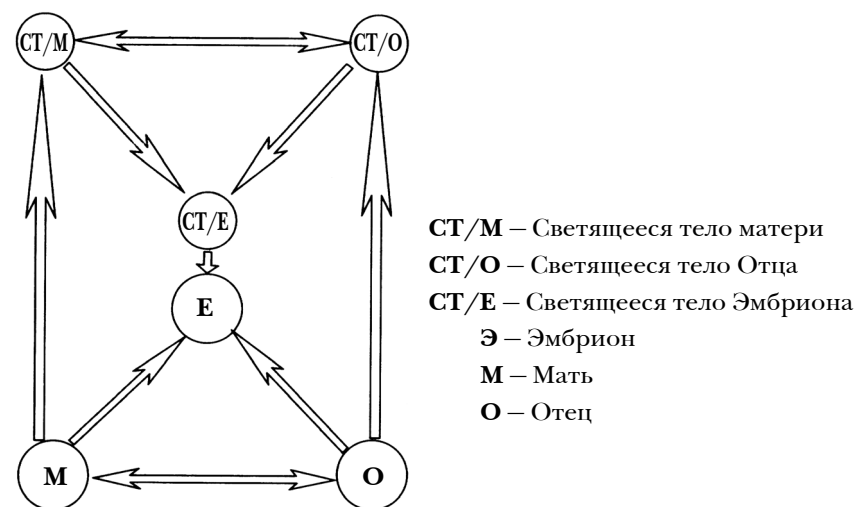 СТ/М
СТ/О
СТ/Е
Е
М
О
СТ/М – Светящееся тело матери
СТ/О – Светящееся тело Отца
СТ/Е – Светящееся тело Эмбриона
Э – Эмбрион
М – Мать
О – Отец